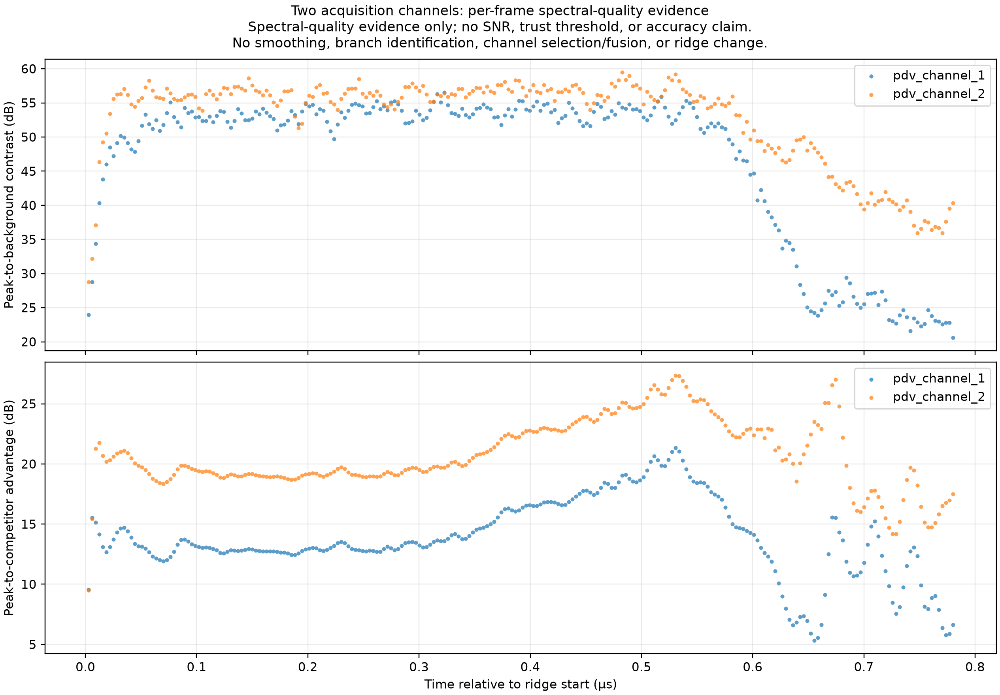 Two acquisition channels: per-frame spectral-quality evidence
Spectral-quality evidence only; no SNR, trust threshold, or accuracy claim.
No smoothing, branch identification, channel selection/fusion, or ridge change.
Peak-to-background contrast (dB)
60
55
50
45
40
35
30
25
20
pdv_channel_1
pdv_channel_2
Peak-to-competitor advantage (dB)
25
20
15
10
5
pdv_channel_1
pdv_channel_2
0.0 0.1 0.2 0.3 0.4 0.5 0.6 0.7 0.8
Time relative to ridge start (µs)